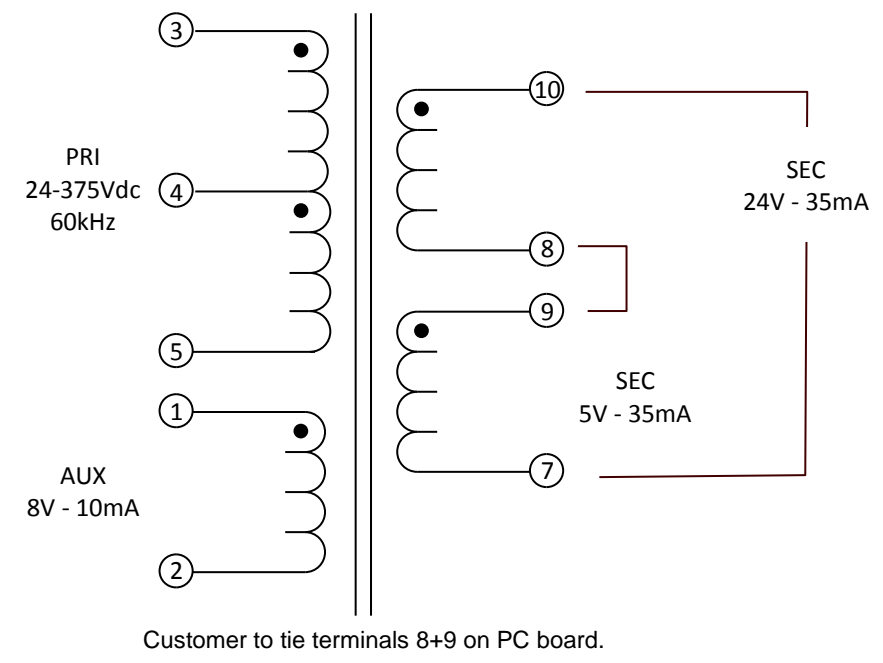 3
10
PRI
24-375Vdc
60kHz
4
SEC
24V - 35mA
8
9
5
1
SEC
5V - 35mA
7
AUX
8V - 10mA
2
Customer to tie terminals 8+9 on PC board.